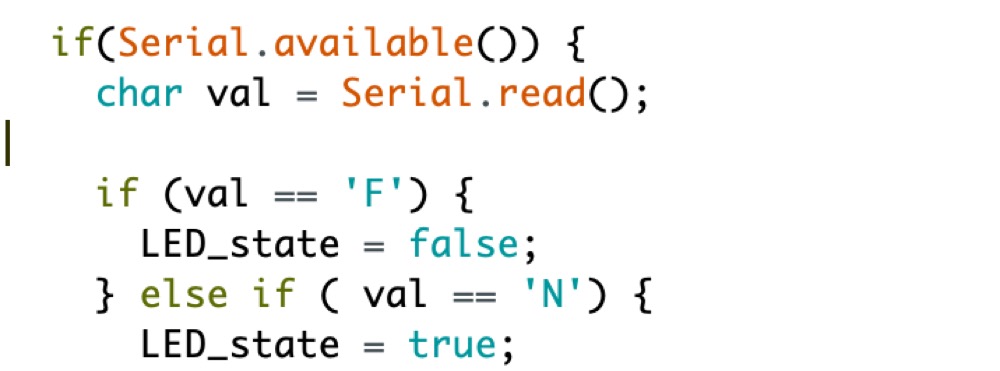 if(Serial.available()) {
  char val = Serial.read();
  if (val == 'F') {
    LED_state = false;
  } else if ( val == 'N') {
    LED_state = true;